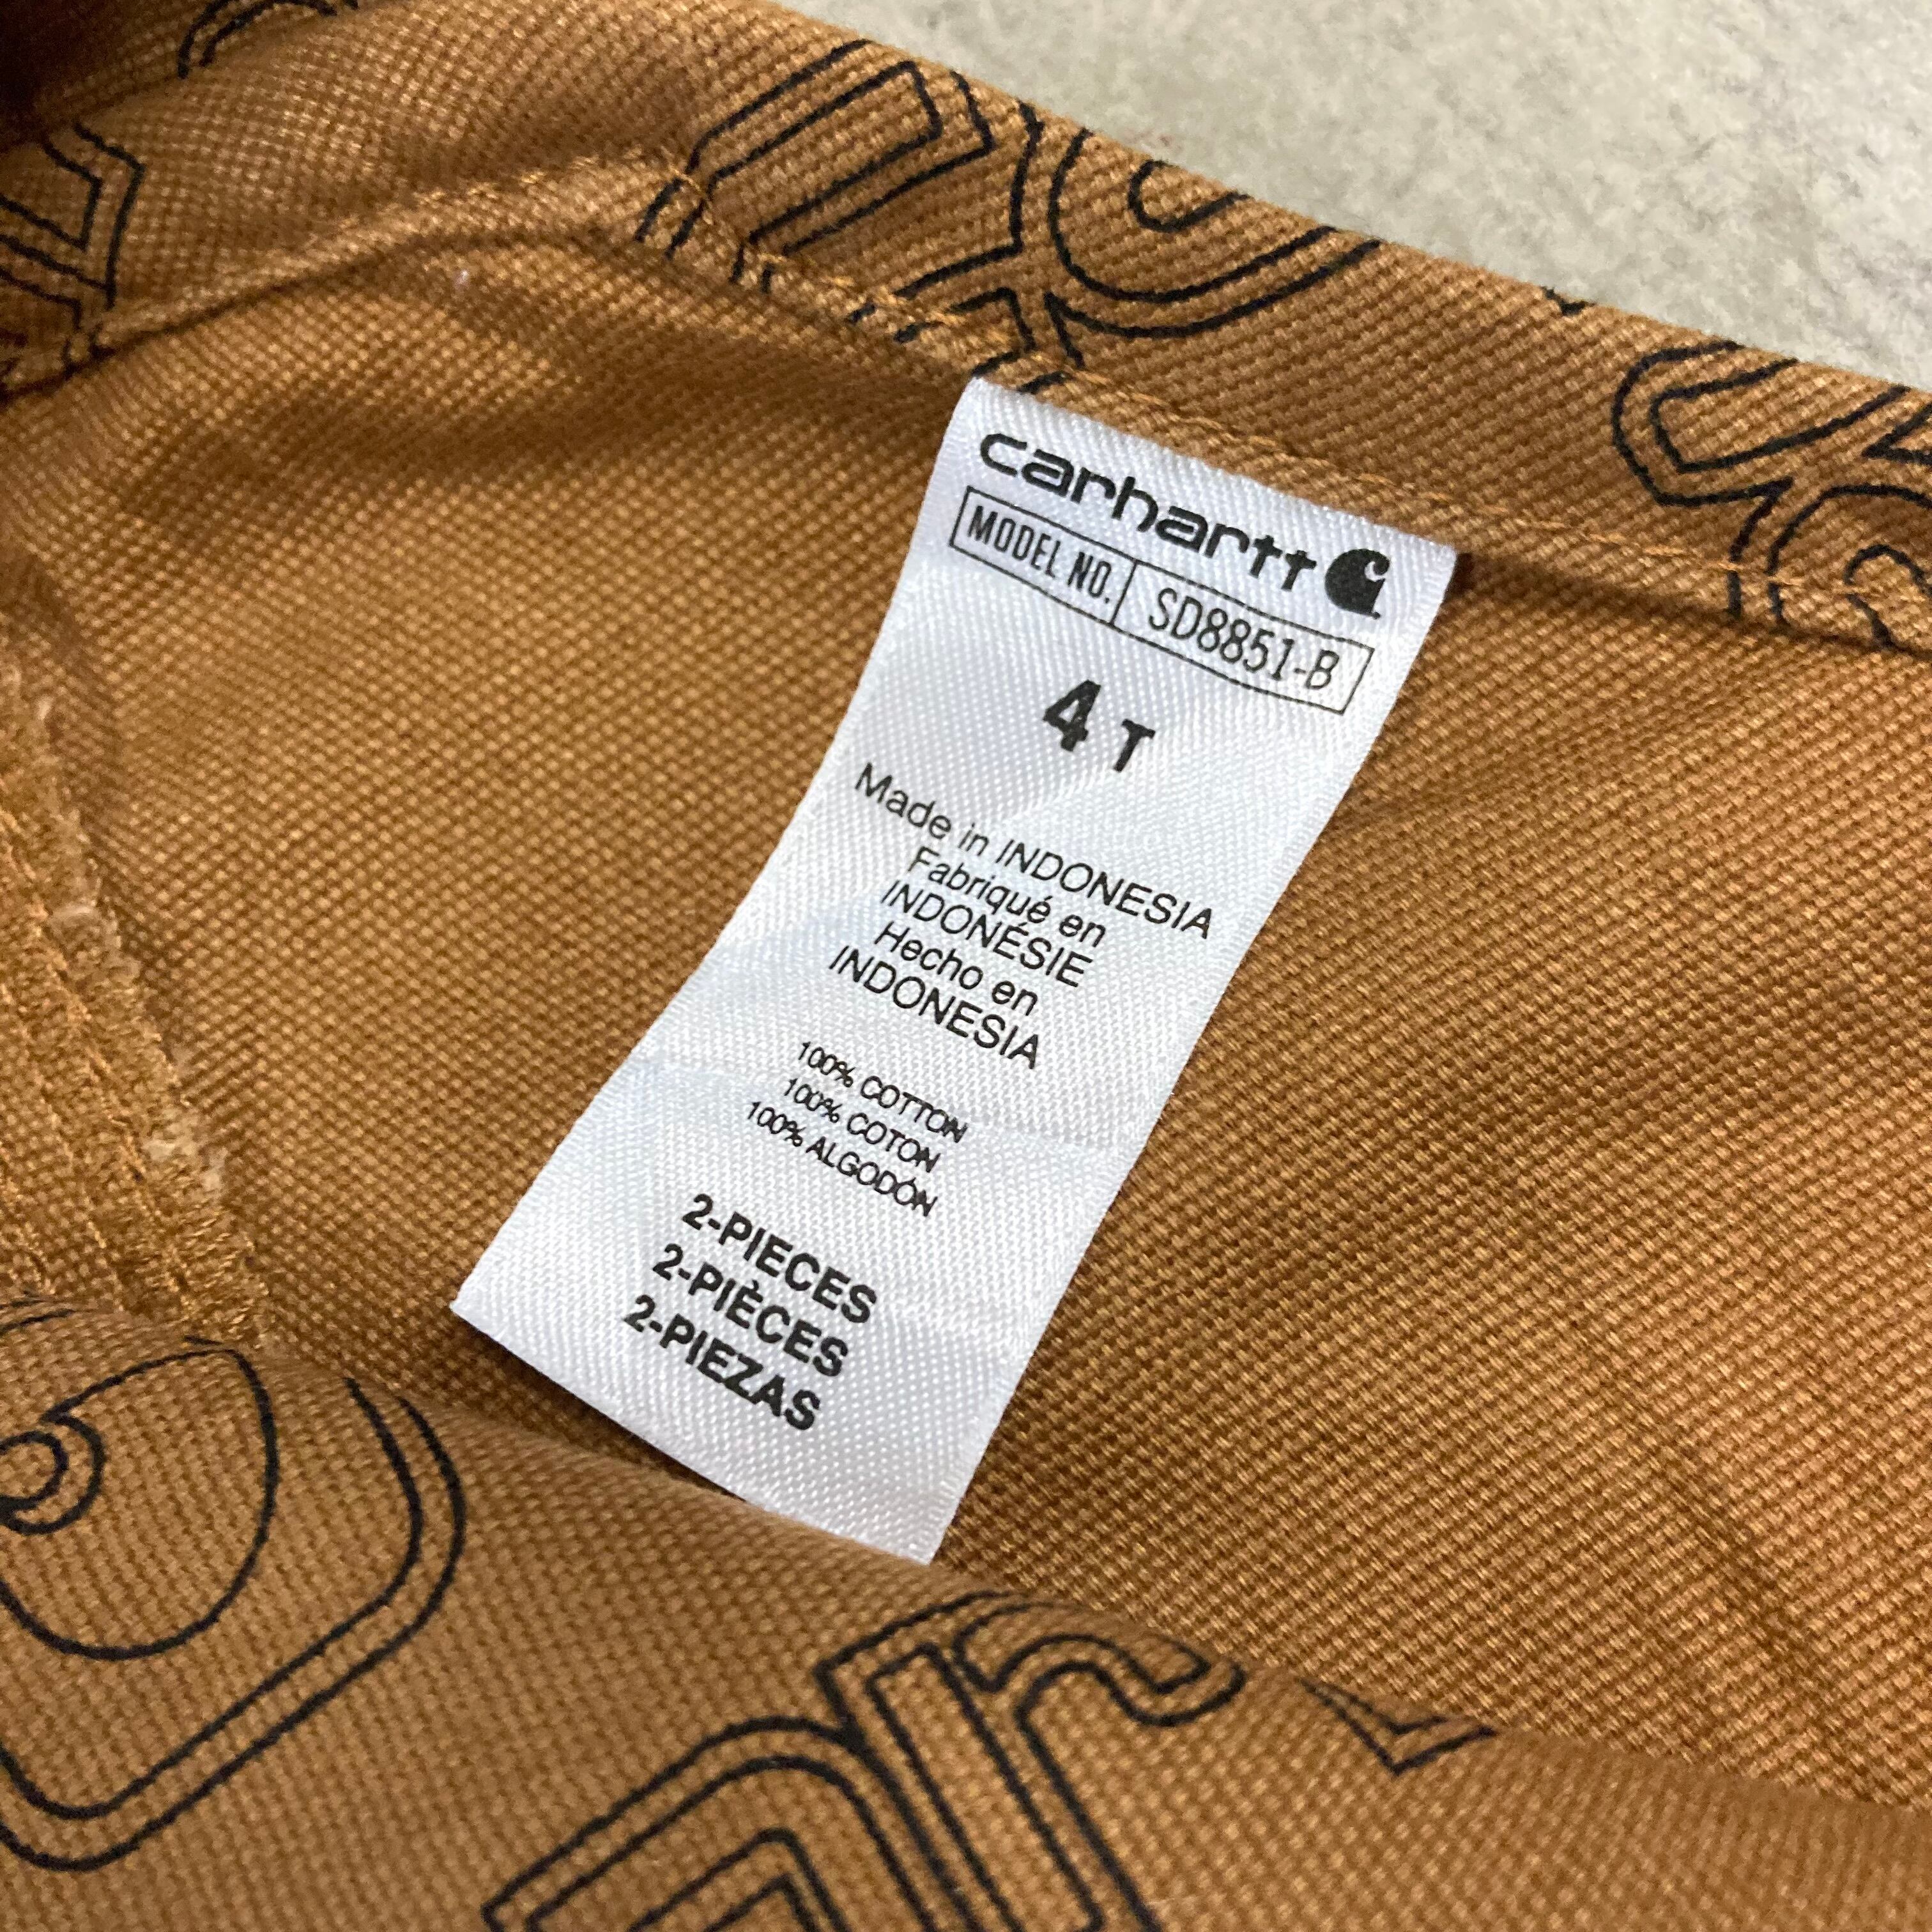 carhartt
MODEL NO. SD8851-B
4 T
Made in INDONESIA
Fabriqué en
INDONÉSIE
Hecho en
INDONESIA
100% COTTON
100% COTON
100% ALGODÓN
2-PIECES
2-PIÈCES
2-PIEZAS